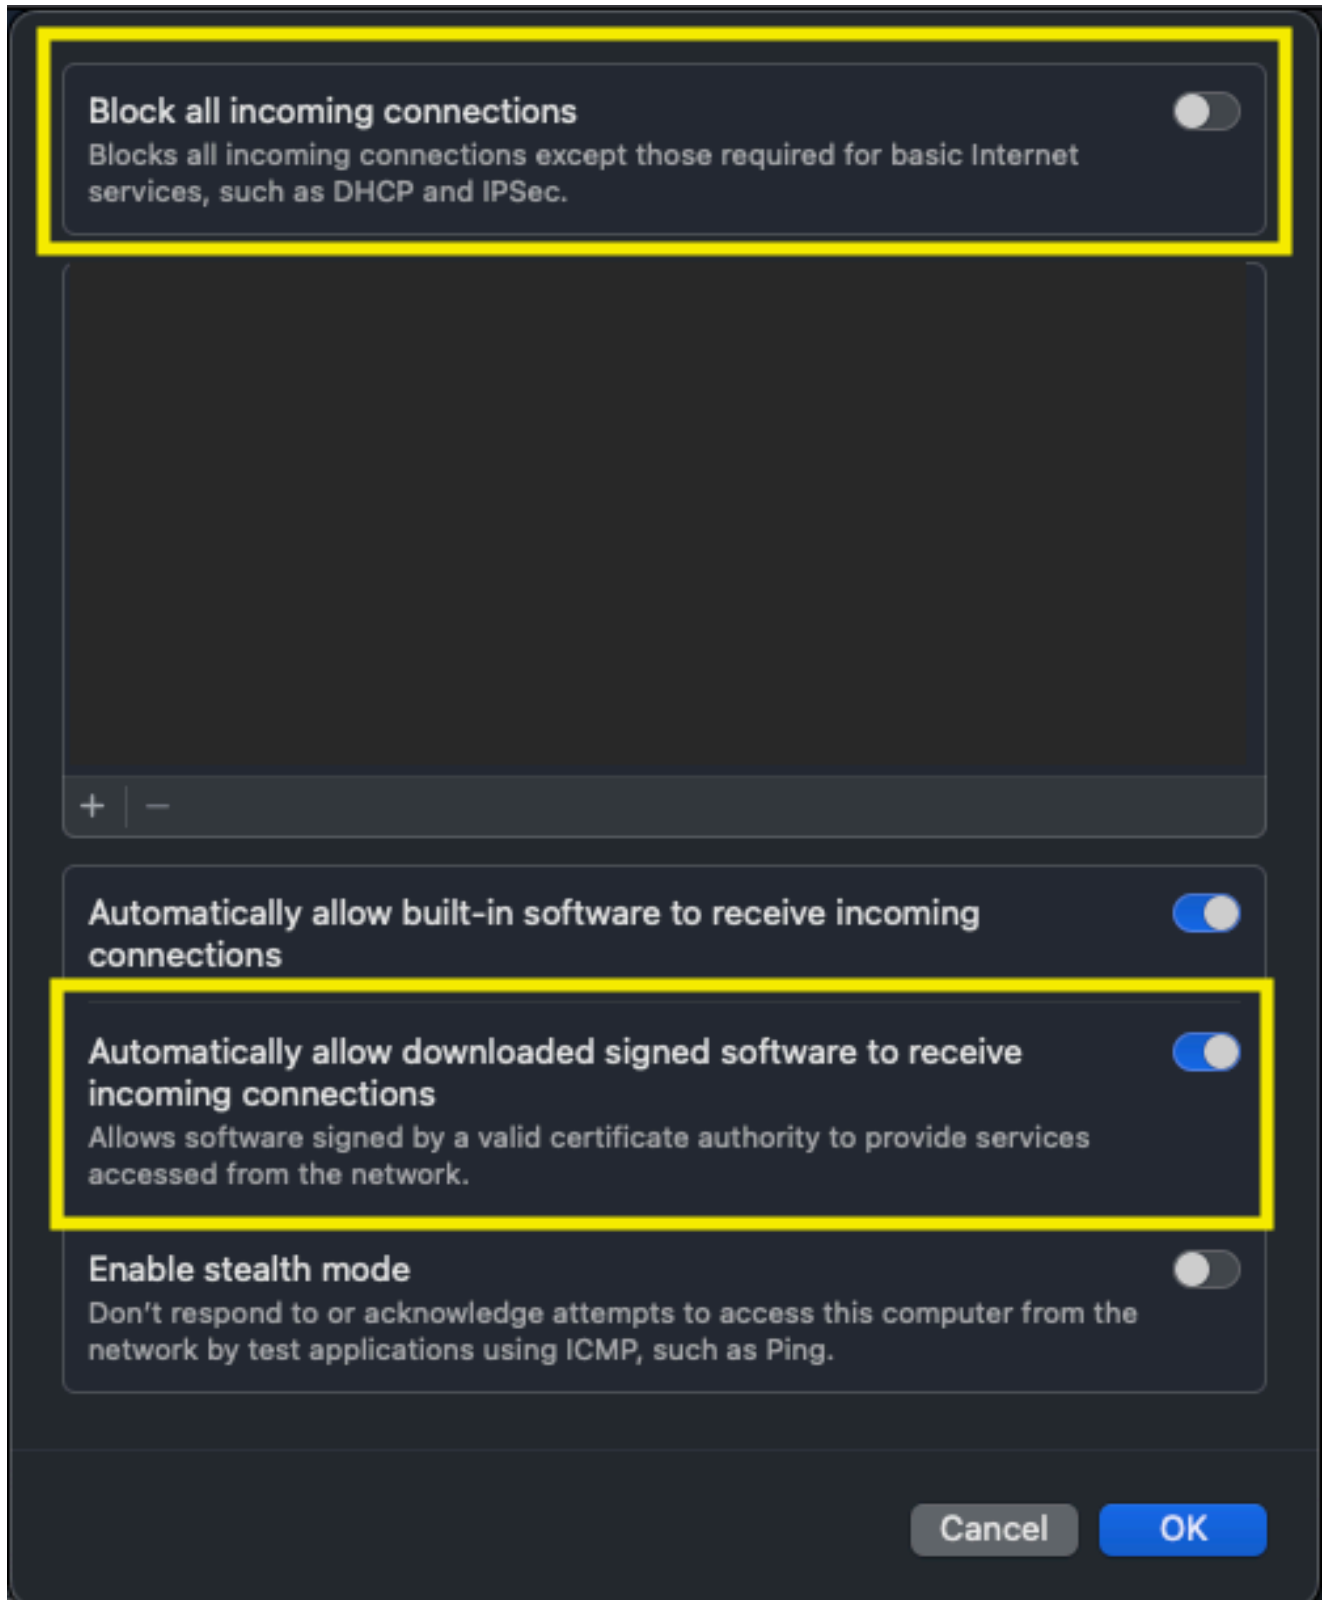 Block all incoming connections
Blocks all incoming connections except those required for basic Internet
services, such as DHCP and IPSec.
Automatically allow built-in software to receive incoming
connections
Automatically allow downloaded signed software to receive
incoming connections
Allows software signed by a valid certificate authority to provide services
accessed from the network.
Enable stealth mode
Don't respond to or acknowledge attempts to access this computer from the
network by test applications using ICMP, such as Ping.
Cancel
OK